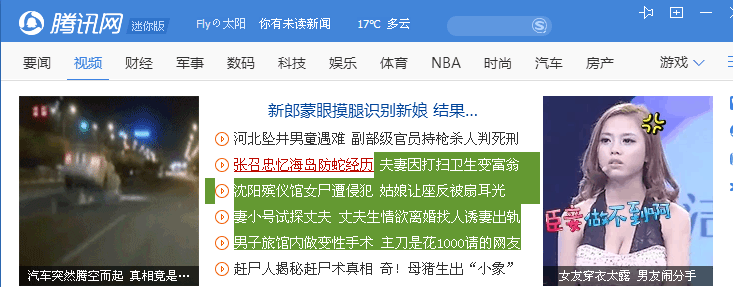 腾讯网 迷你版 Fly的太阳 你有未读新闻 17℃ 多云
要闻 视频 财经 军事 数码 科技 娱乐 体育 NBA 时尚 汽车 房产 游戏
新郎蒙眼摸腿识别新娘 结果...
河北坠井男童遇难 副部级官员持枪杀人判死刑
张召忠忆海岛防蛇经历 夫妻因打扫卫生变富翁
沈阳殡仪馆女尸遭侵犯 姑娘让座反被扇耳光
妻小号试探丈夫 丈夫生情欲离婚找人诱妻出轨
男子旅馆内做变性手术 主刀是花1000请的网友
赶尸人揭秘赶尸术真相 奇！母猪生出“小象”
汽车突然腾空而起 真相竟是…
臣妾做不到啊
女友穿衣太露 男友闹分手